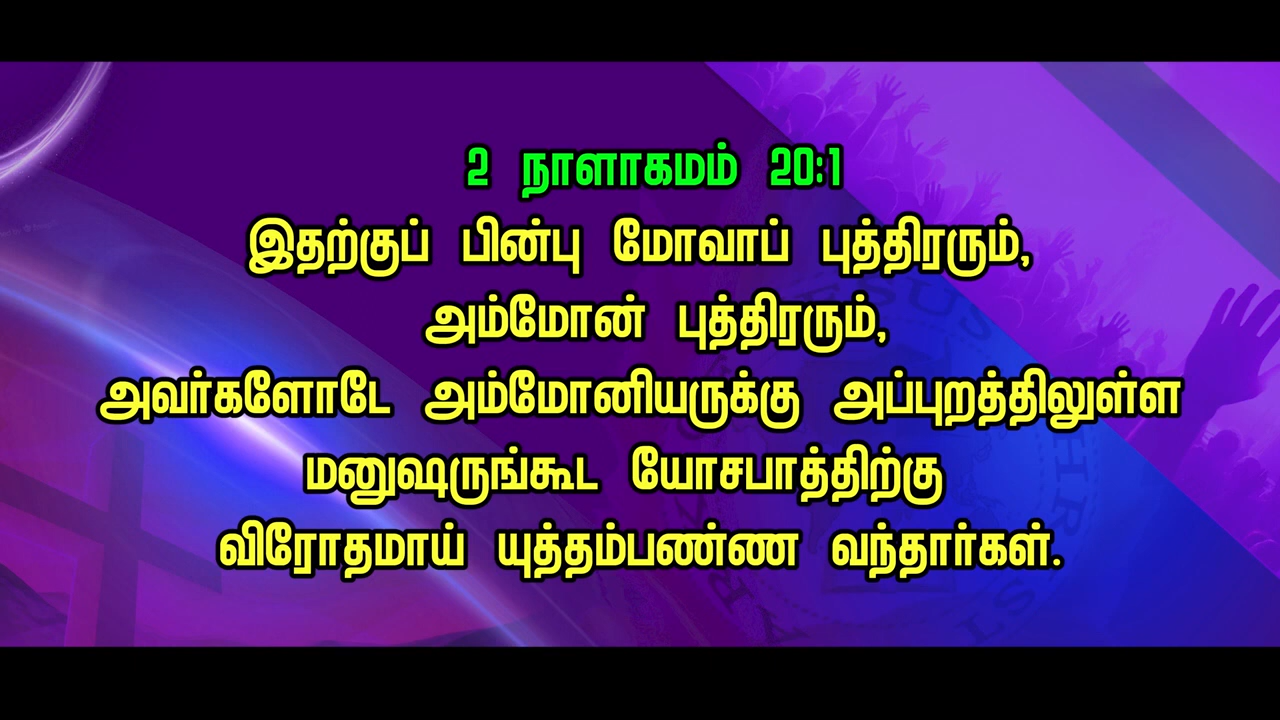 2 நாளாகமம் 20:1
இதற்குப் பின்பு மோவாப் புத்திரரும்,
அம்மோன் புத்திரரும்,
அவர்களோடே அம்மோனியருக்கு அப்புறத்திலுள்ள
மனுஷருங்கூட யோசபாத்திற்கு
விரோதமாய் யுத்தம்பண்ண வந்தார்கள்.